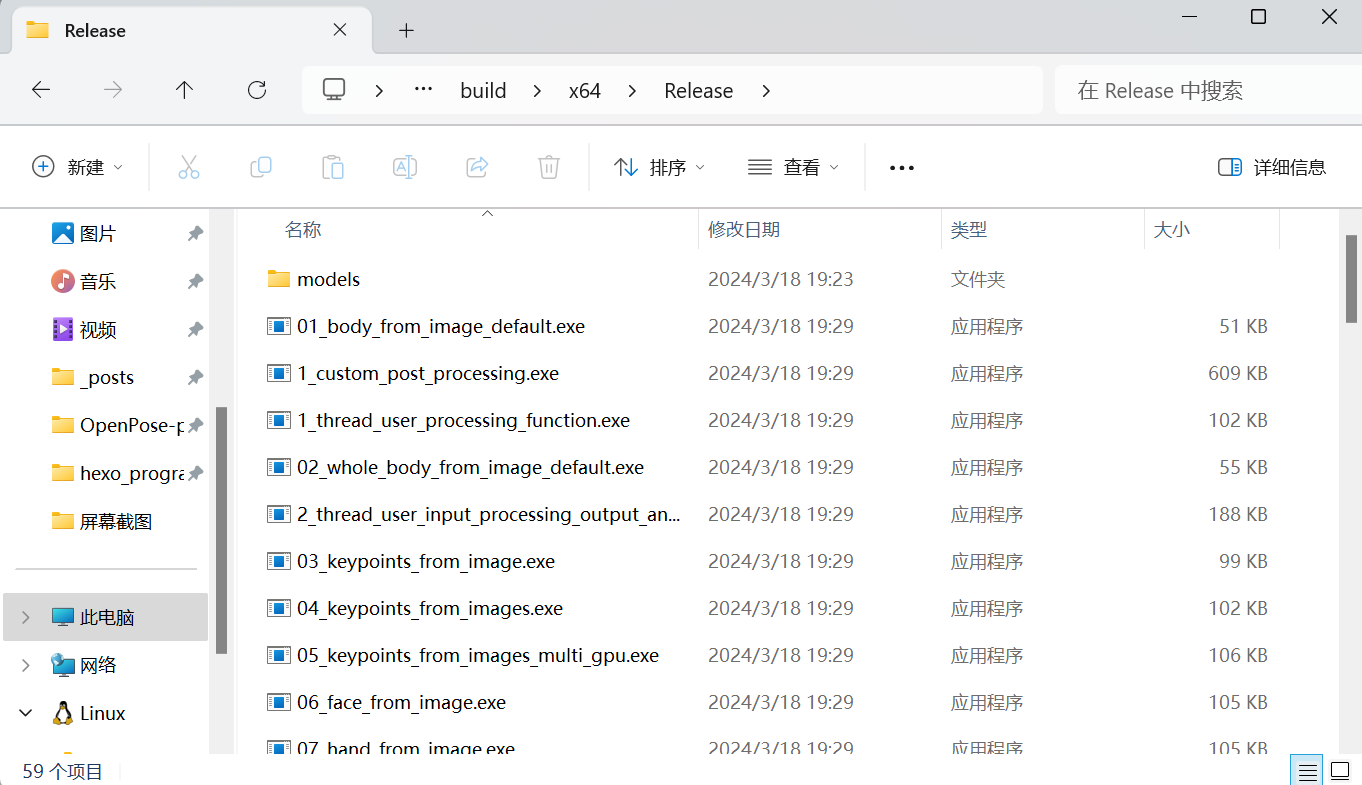 Release
build
x64
Release
在 Release 中搜索
新建
排序
查看
详细信息
图片
音乐
视频
_posts
OpenPose-p
hexo_progra
屏幕截图
此电脑
网络
Linux
名称 修改日期 类型 大小
models 2024/3/18 19:23 文件夹
01_body_from_image_default.exe 2024/3/18 19:29 应用程序 51 KB
1_custom_post_processing.exe 2024/3/18 19:29 应用程序 609 KB
1_thread_user_processing_function.exe 2024/3/18 19:29 应用程序 102 KB
02_whole_body_from_image_default.exe 2024/3/18 19:29 应用程序 55 KB
2_thread_user_input_processing_output_an... 2024/3/18 19:29 应用程序 188 KB
03_keypoints_from_image.exe 2024/3/18 19:29 应用程序 99 KB
04_keypoints_from_images.exe 2024/3/18 19:29 应用程序 102 KB
05_keypoints_from_images_multi_gpu.exe 2024/3/18 19:29 应用程序 106 KB
06_face_from_image.exe 2024/3/18 19:29 应用程序 105 KB
07_hand_from_image.exe 2024/3/18 19:29 应用程序 105 KB
59 个项目